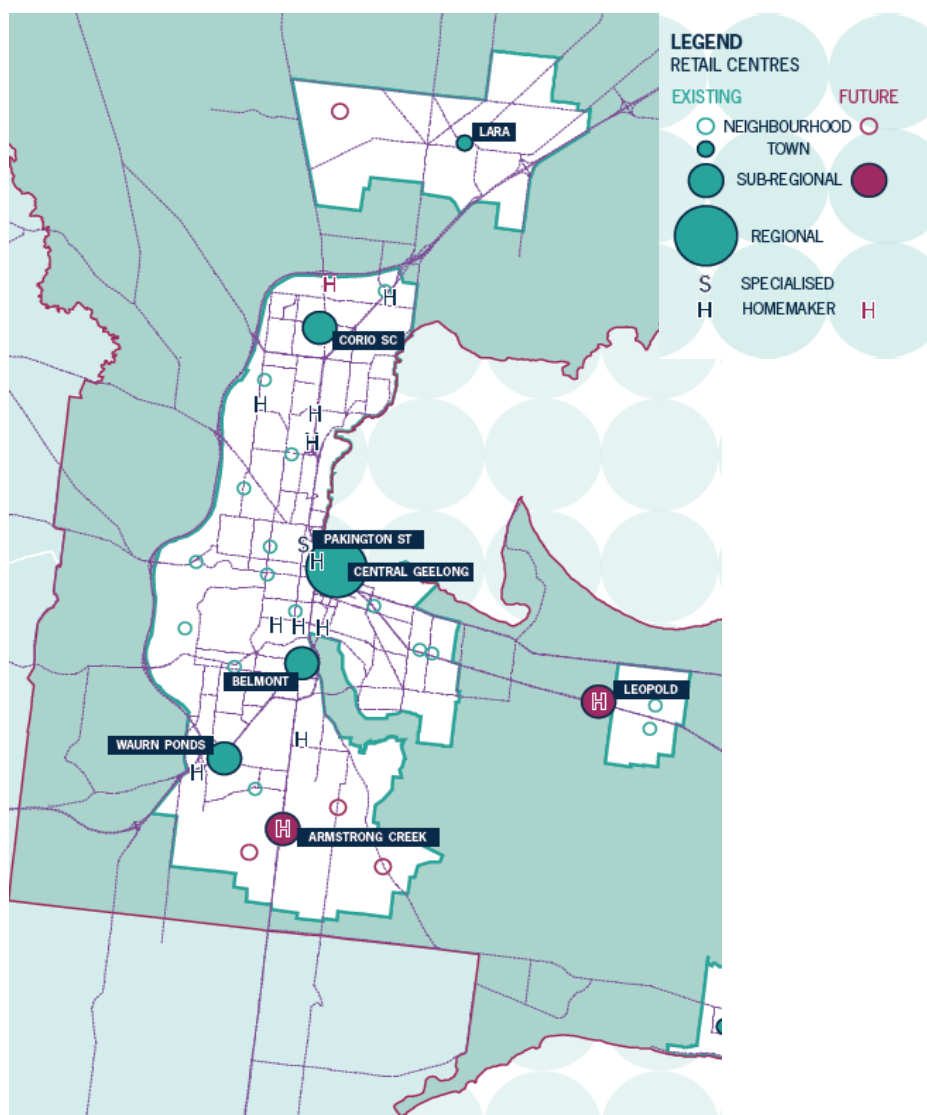 LEGEND
RETAIL CENTRES
EXISTING FUTURE
NEIGHBOURHOOD
TOWN
SUB-REGIONAL
REGIONAL
S SPECIALISED
H HOMEMAKER H
LARA
H
H
CORIO SC
H
H
H
PAKINGTON ST
S
H
CENTRAL GEELONG
H H H
BELMONT
LEOPOLD
H
WAURN PONDS
H
H
H
ARMSTRONG CREEK